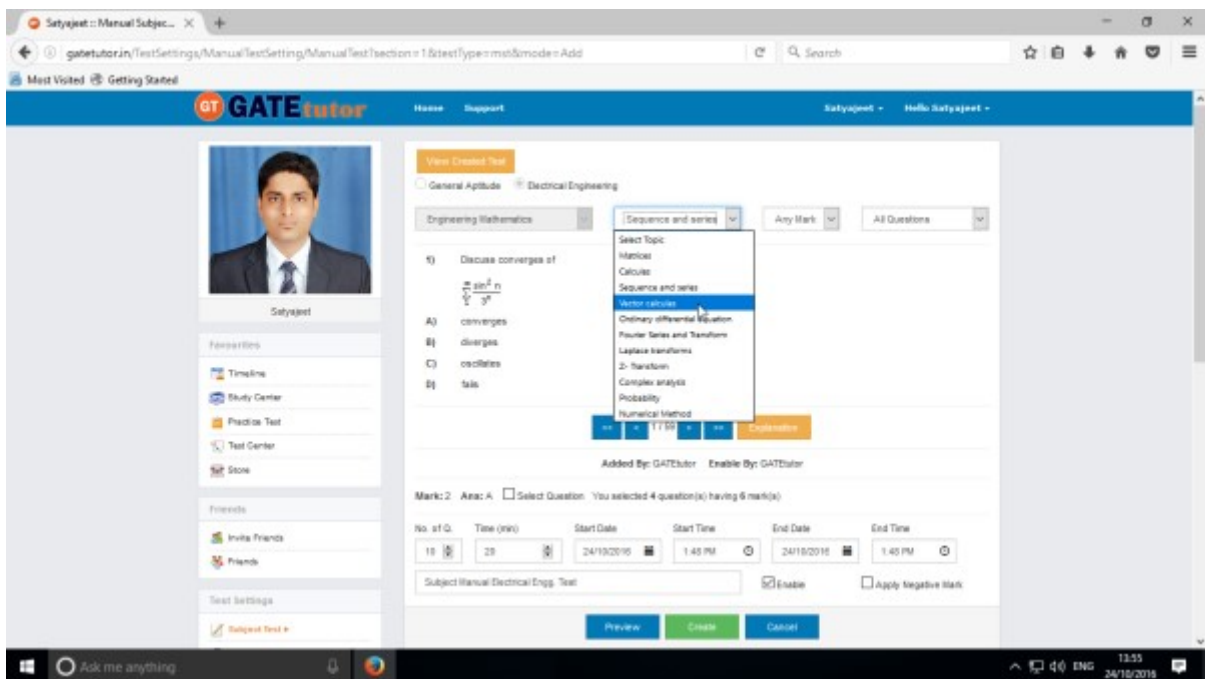 Satyajeet :: Manual Subjec...
gatetutor.in/TestSettings/ManualTestSetting/ManualTest?section=1&testType=mst&mode=Add
Search
Most Visited Getting Started
GT GATEtutor Home Support Satyajeet Hello Satyajeet
View Created Test
General Aptitude Electrical Engineering
Engineering Mathematics Sequence and series Any Mark All Questions
Select Topic
Matrices
Calculus
Sequence and series
Vector calculus
Ordinary differential equation
Fourier Series and Transform
Laplace transforms
Z- Transform
Complex analysis
Probability
Numerical Method
1) Discuss converges of
sin² n
3ⁿ
A) converges
B) diverges
C) oscillates
D) fails
<< < 1 / 59 > >> Explanation
Added By: GATEtutor Enable By: GATEtutor
Mark: 2 Ans: A Select Question You selected 4 question(s) having 6 mark(s)
No. of Q. Time (min) Start Date Start Time End Date End Time
10 20 24/10/2016 1:45 PM 24/10/2016 1:45 PM
Subject Manual Electrical Engg. Test Enable Apply Negative Mark
Preview Create Cancel
Satyajeet
Favourites
Timeline
Study Center
Practice Test
Test Center
Store
Friends
Invite Friends
Friends
Test Settings
Subject Test
Ask me anything
ENG
13:55
24/10/2016